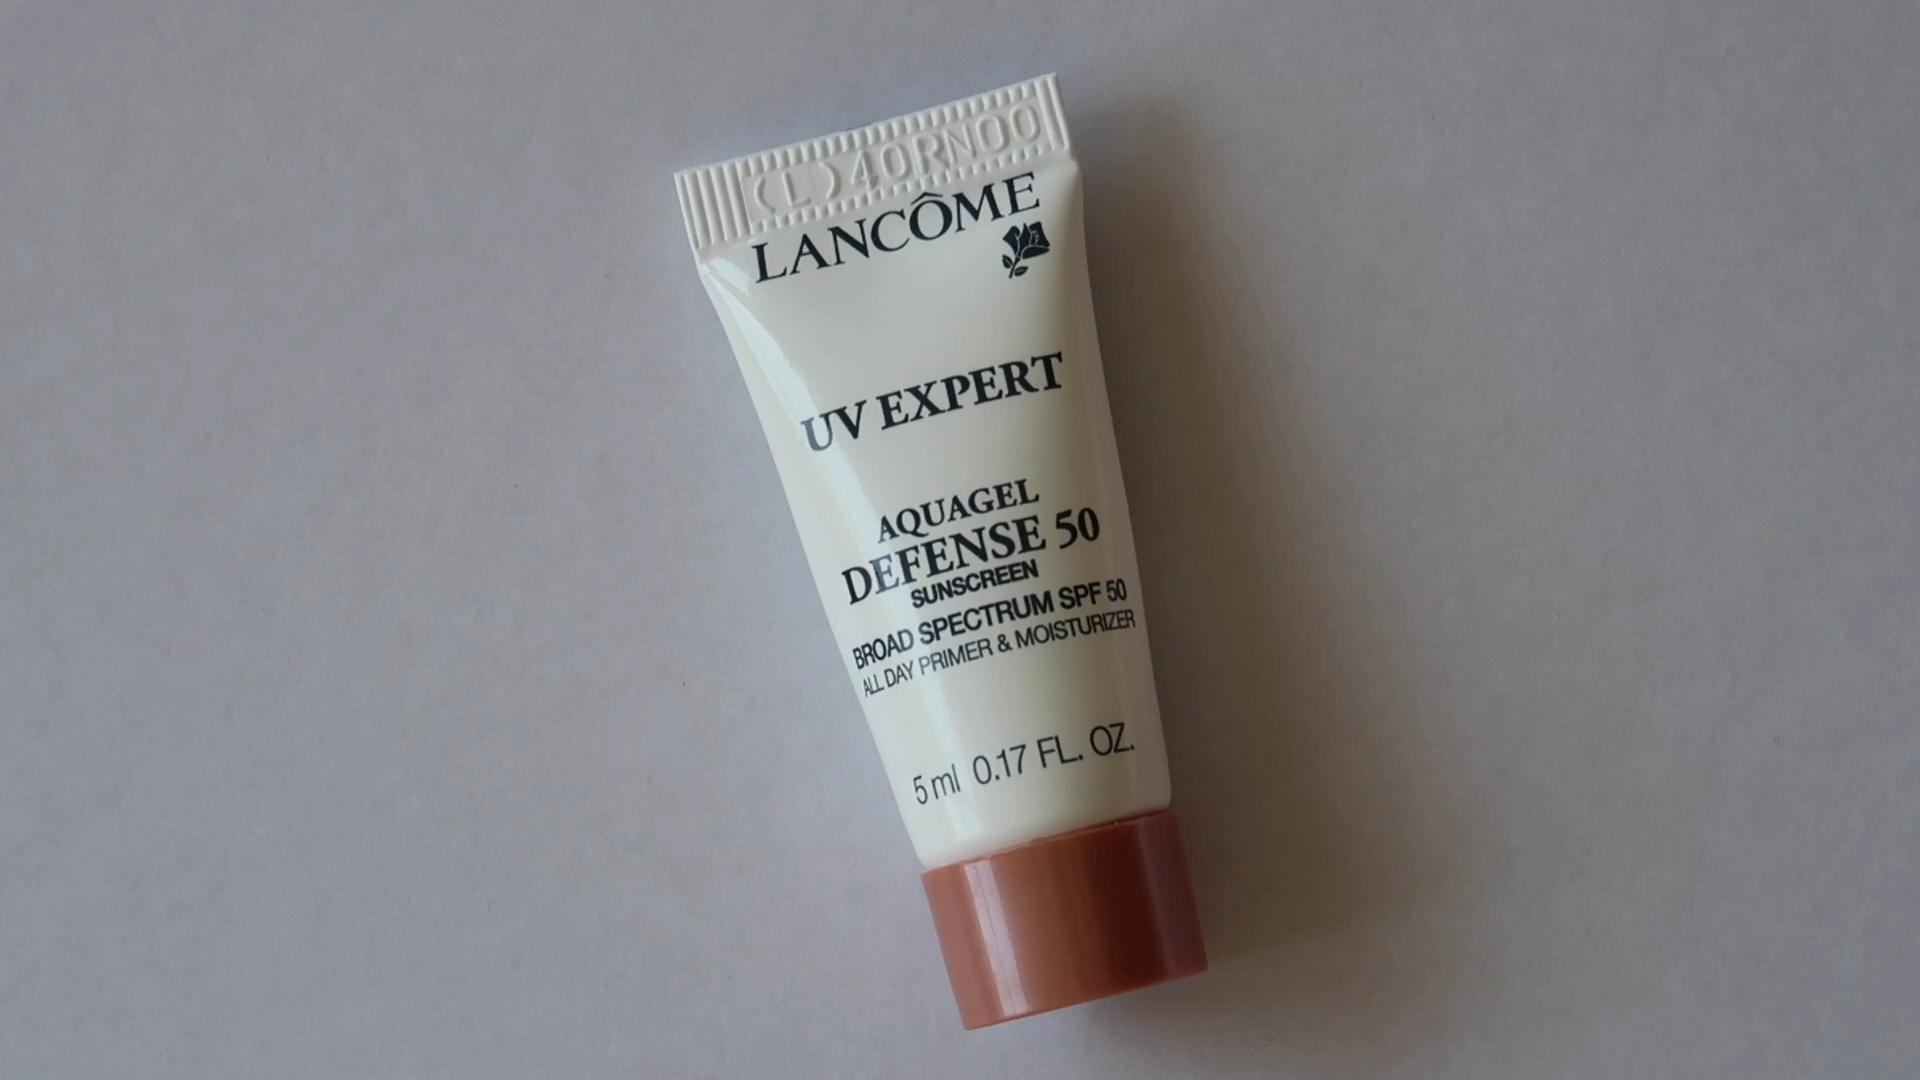 (L)40RN00
LANCÔME
UV EXPERT
AQUAGEL
DEFENSE 50
SUNSCREEN
BROAD SPECTRUM SPF 50
ALL DAY PRIMER & MOISTURIZER
5 ml 0.17 FL. OZ.